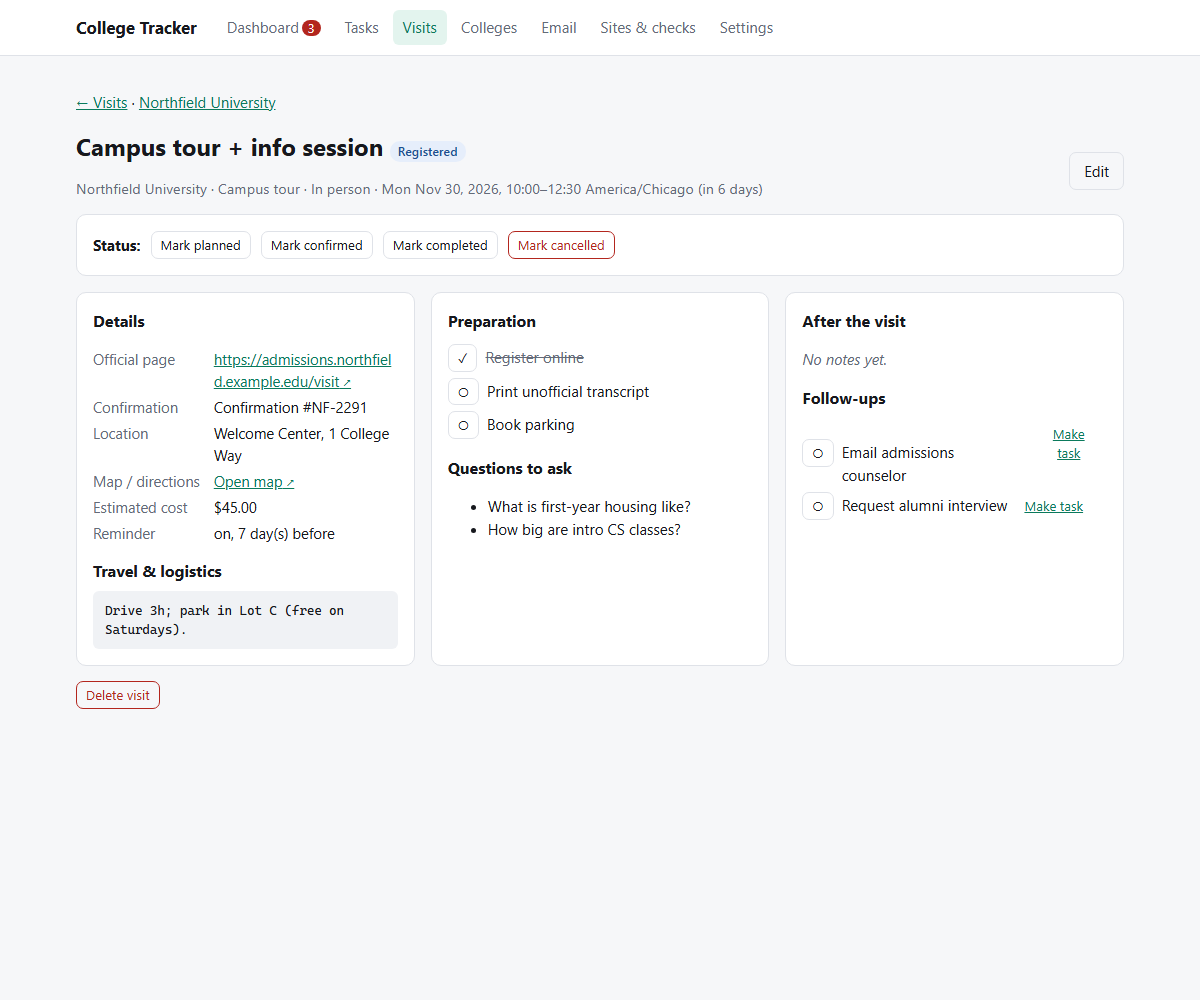 College Tracker Dashboard 3 Tasks Visits Colleges Email Sites & checks Settings
← Visits · Northfield University
Campus tour + info session Registered
Edit
Northfield University · Campus tour · In person · Mon Nov 30, 2026, 10:00–12:30 America/Chicago (in 6 days)
Status: Mark planned Mark confirmed Mark completed Mark cancelled
Details
Official page https://admissions.northfiel
d.example.edu/visit ↗
Confirmation Confirmation #NF-2291
Location Welcome Center, 1 College
Way
Map / directions Open map ↗
Estimated cost $45.00
Reminder on, 7 day(s) before
Travel & logistics
Drive 3h; park in Lot C (free on
Saturdays).
Preparation
✓ Register online
○ Print unofficial transcript
○ Book parking
Questions to ask
• What is first-year housing like?
• How big are intro CS classes?
After the visit
No notes yet.
Follow-ups
○ Email admissions
counselor
Make
task
○ Request alumni interview Make task
Delete visit